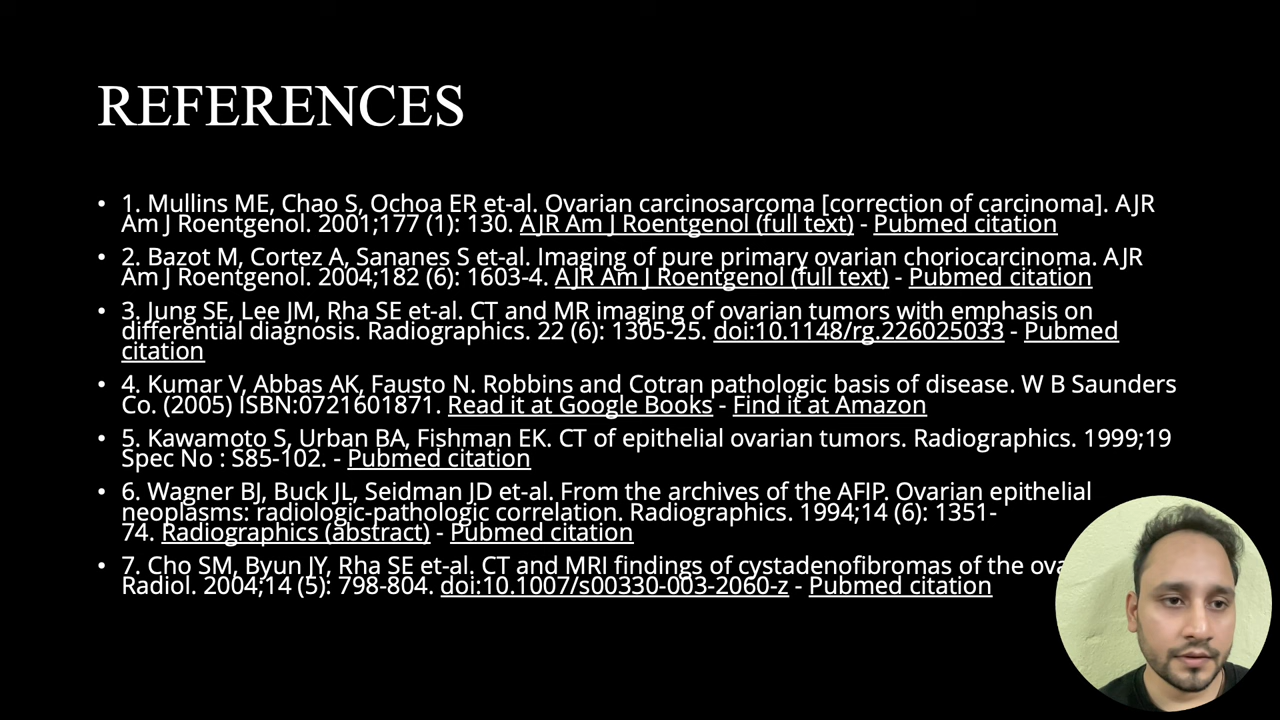 REFERENCES
• 1. Mullins ME, Chao S, Ochoa ER et-al. Ovarian carcinosarcoma [correction of carcinoma]. AJR
Am J Roentgenol. 2001;177 (1): 130. AJR Am J Roentgenol (full text) - Pubmed citation
• 2. Bazot M, Cortez A, Sananes S et-al. Imaging of pure primary ovarian choriocarcinoma. AJR
Am J Roentgenol. 2004;182 (6): 1603-4. AJR Am J Roentgenol (full text) - Pubmed citation
• 3. Jung SE, Lee JM, Rha SE et-al. CT and MR imaging of ovarian tumors with emphasis on
differential diagnosis. Radiographics. 22 (6): 1305-25. doi:10.1148/rg.226025033 - Pubmed
citation
• 4. Kumar V, Abbas AK, Fausto N. Robbins and Cotran pathologic basis of disease. W B Saunders
Co. (2005) ISBN:0721601871. Read it at Google Books - Find it at Amazon
• 5. Kawamoto S, Urban BA, Fishman EK. CT of epithelial ovarian tumors. Radiographics. 1999;19
Spec No : S85-102. - Pubmed citation
• 6. Wagner BJ, Buck JL, Seidman JD et-al. From the archives of the AFIP. Ovarian epithelial
neoplasms: radiologic-pathologic correlation. Radiographics. 1994;14 (6): 1351-
74. Radiographics (abstract) - Pubmed citation
• 7. Cho SM, Byun JY, Rha SE et-al. CT and MRI findings of cystadenofibromas of the
Radiol. 2004;14 (5): 798-804. doi:10.1007/s00330-003-2060-z - Pubmed citation